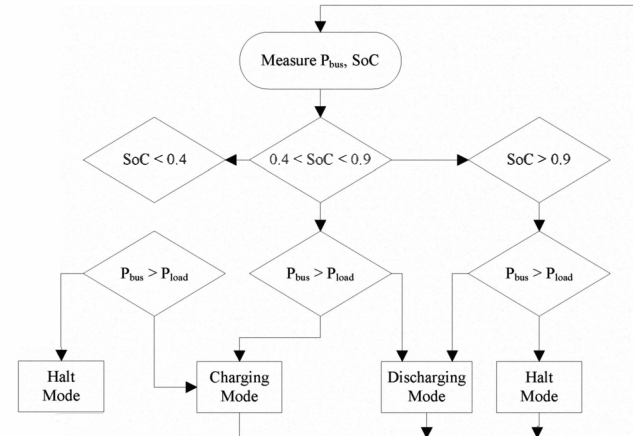 Measure P_bus, SoC
SoC < 0.4
0.4 < SoC < 0.9
SoC > 0.9
P_bus > P_load
P_bus > P_load
P_bus > P_load
Halt
Mode
Charging
Mode
Discharging
Mode
Halt
Mode